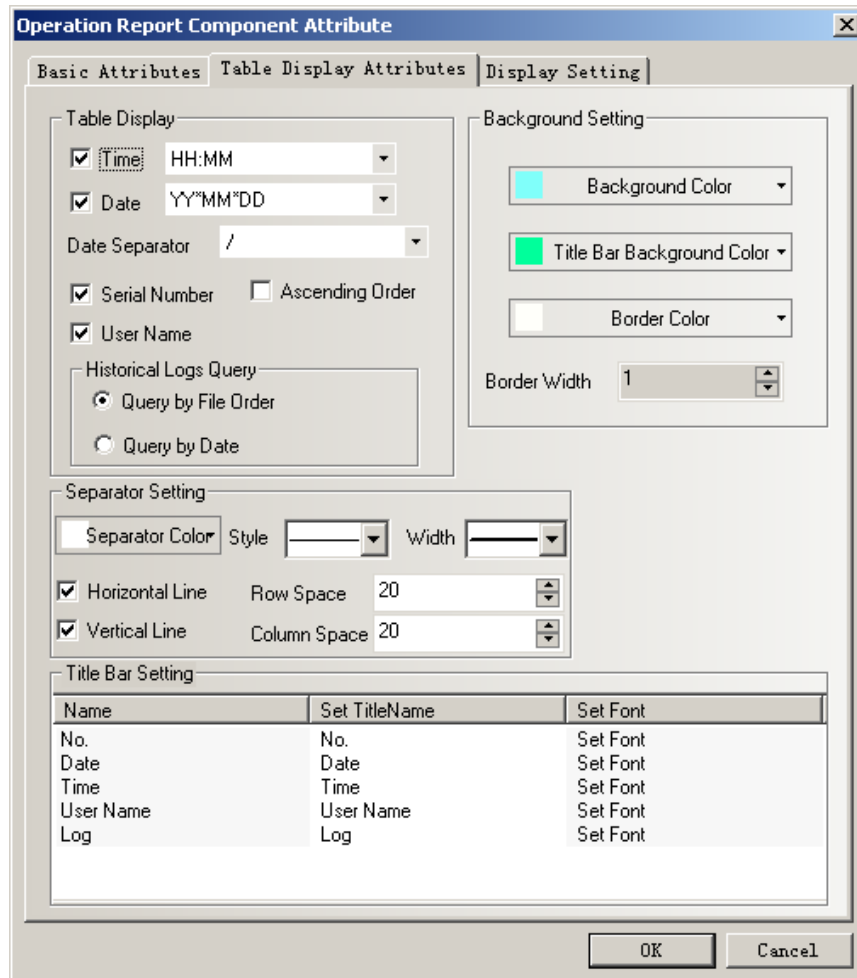 Operation Report Component Attribute
Basic Attributes Table Display Attributes Display Setting
Table Display
Time HH:MM
Date YY*MM*DD
Date Separator /
Serial Number Ascending Order
User Name
Historical Logs Query
Query by File Order
Query by Date
Background Setting
Background Color
Title Bar Background Color
Border Color
Border Width 1
Separator Setting
Separator Color Style Width
Horizontal Line Row Space 20
Vertical Line Column Space 20
Title Bar Setting
Name Set TitleName Set Font
No. No. Set Font
Date Date Set Font
Time Time Set Font
User Name User Name Set Font
Log Log Set Font
OK Cancel